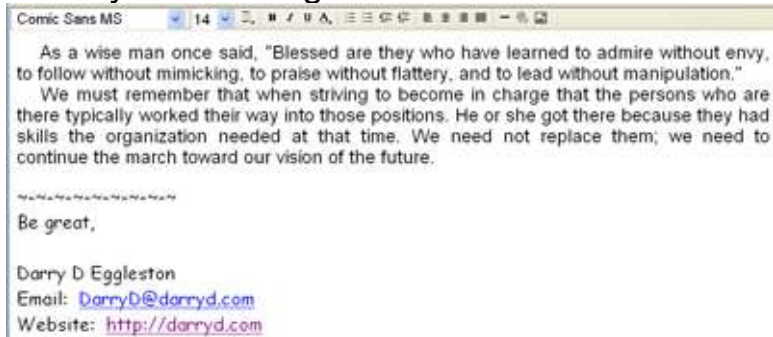 Comic Sans MS 14
As a wise man once said, "Blessed are they who have learned to admire without envy,
to follow without mimicking, to praise without flattery, and to lead without manipulation."
We must remember that when striving to become in charge that the persons who are
there typically worked their way into those positions. He or she got there because they had
skills the organization needed at that time. We need not replace them; we need to
continue the march toward our vision of the future.
~-~-~-~-~-~-~-~-~
Be great,
Darry D Eggleston
Email: DarryD@darryd.com
Website: http://darryd.com